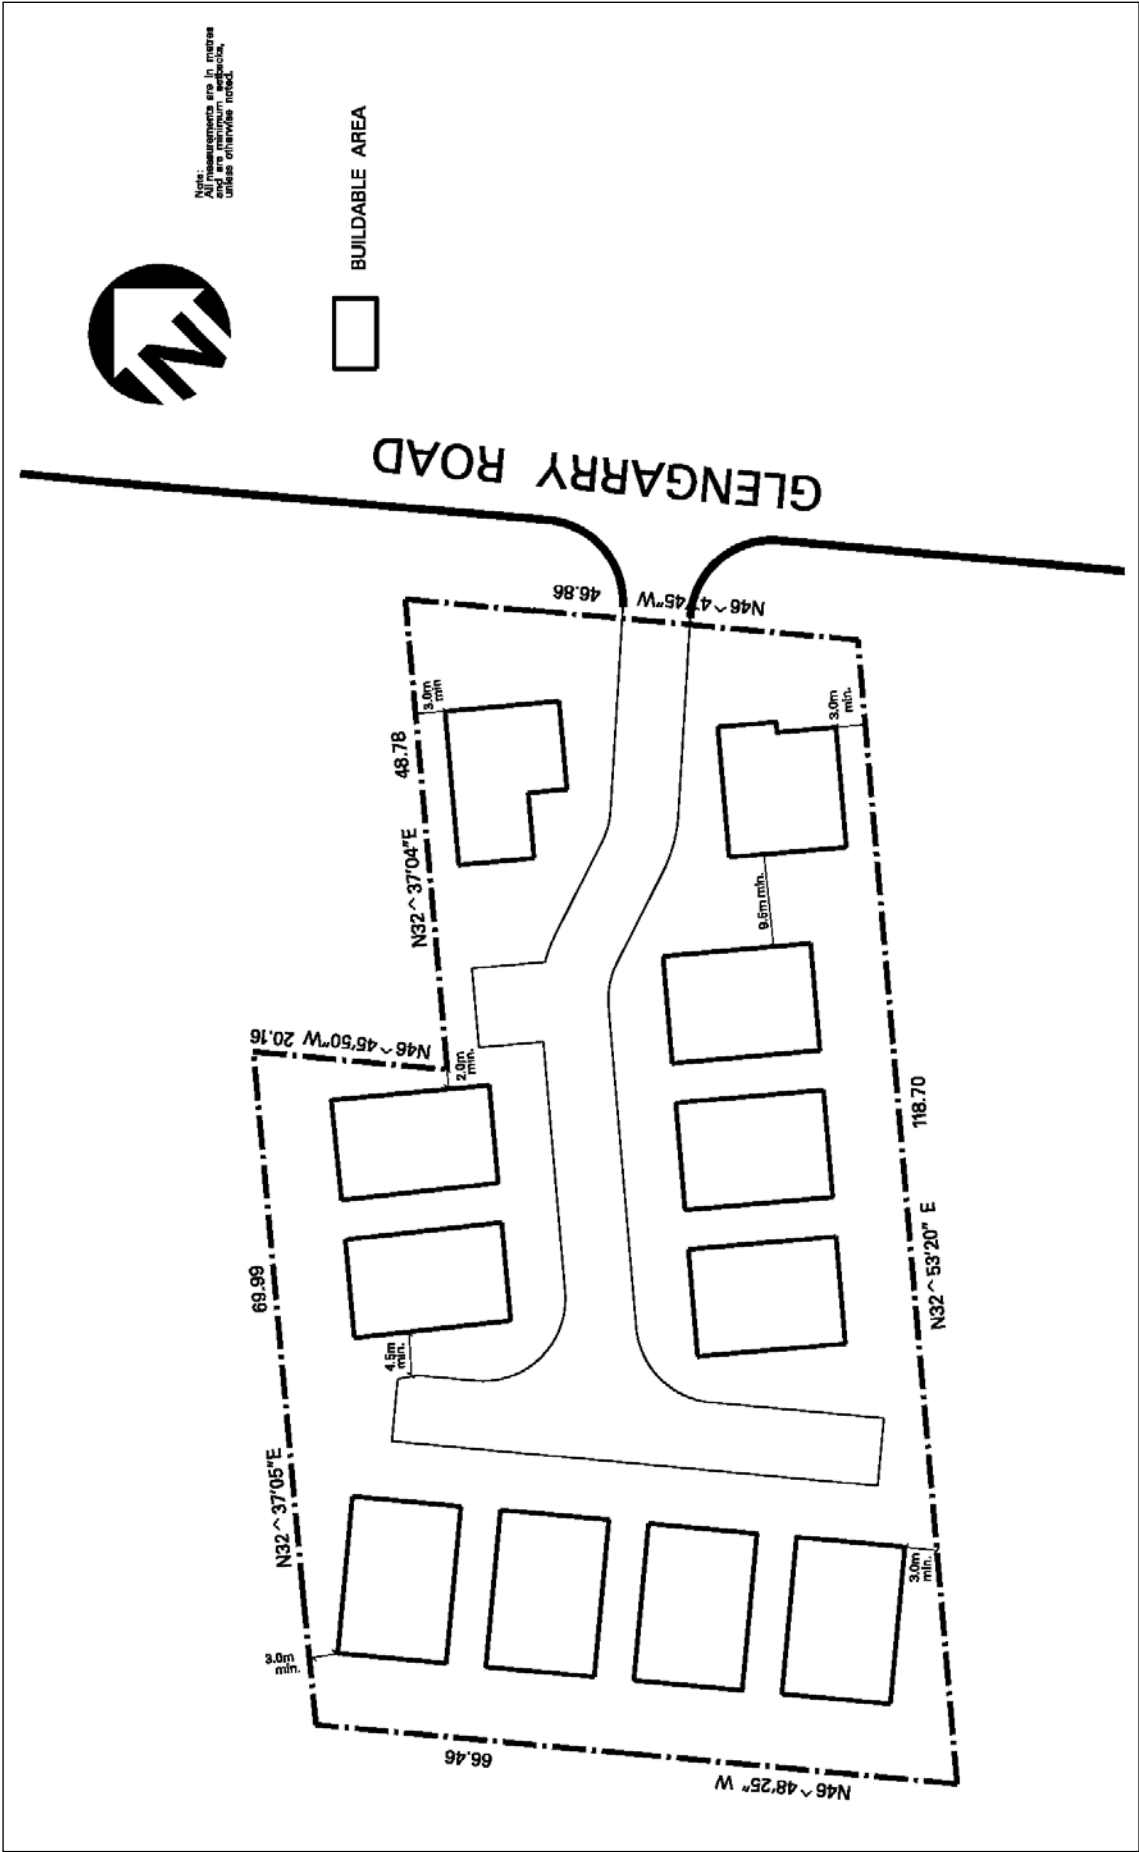 Note:
All measurements are in metres
and are minimum setbacks,
unless otherwise noted.
N
BUILDABLE AREA
GLENGARRY ROAD
46.86
N46^4 '45"W
3.0m
min
48.78
N32^37'04"E
3.0m
min.
9.5m min.
N46^45'50"W 20.16
2.0m
min.
69.99
118.70
4.5m
min.
N32^53'20" E
N32^37'05"E
3.0m
min.
3.0m
min.
66.46
N46^48'25" W